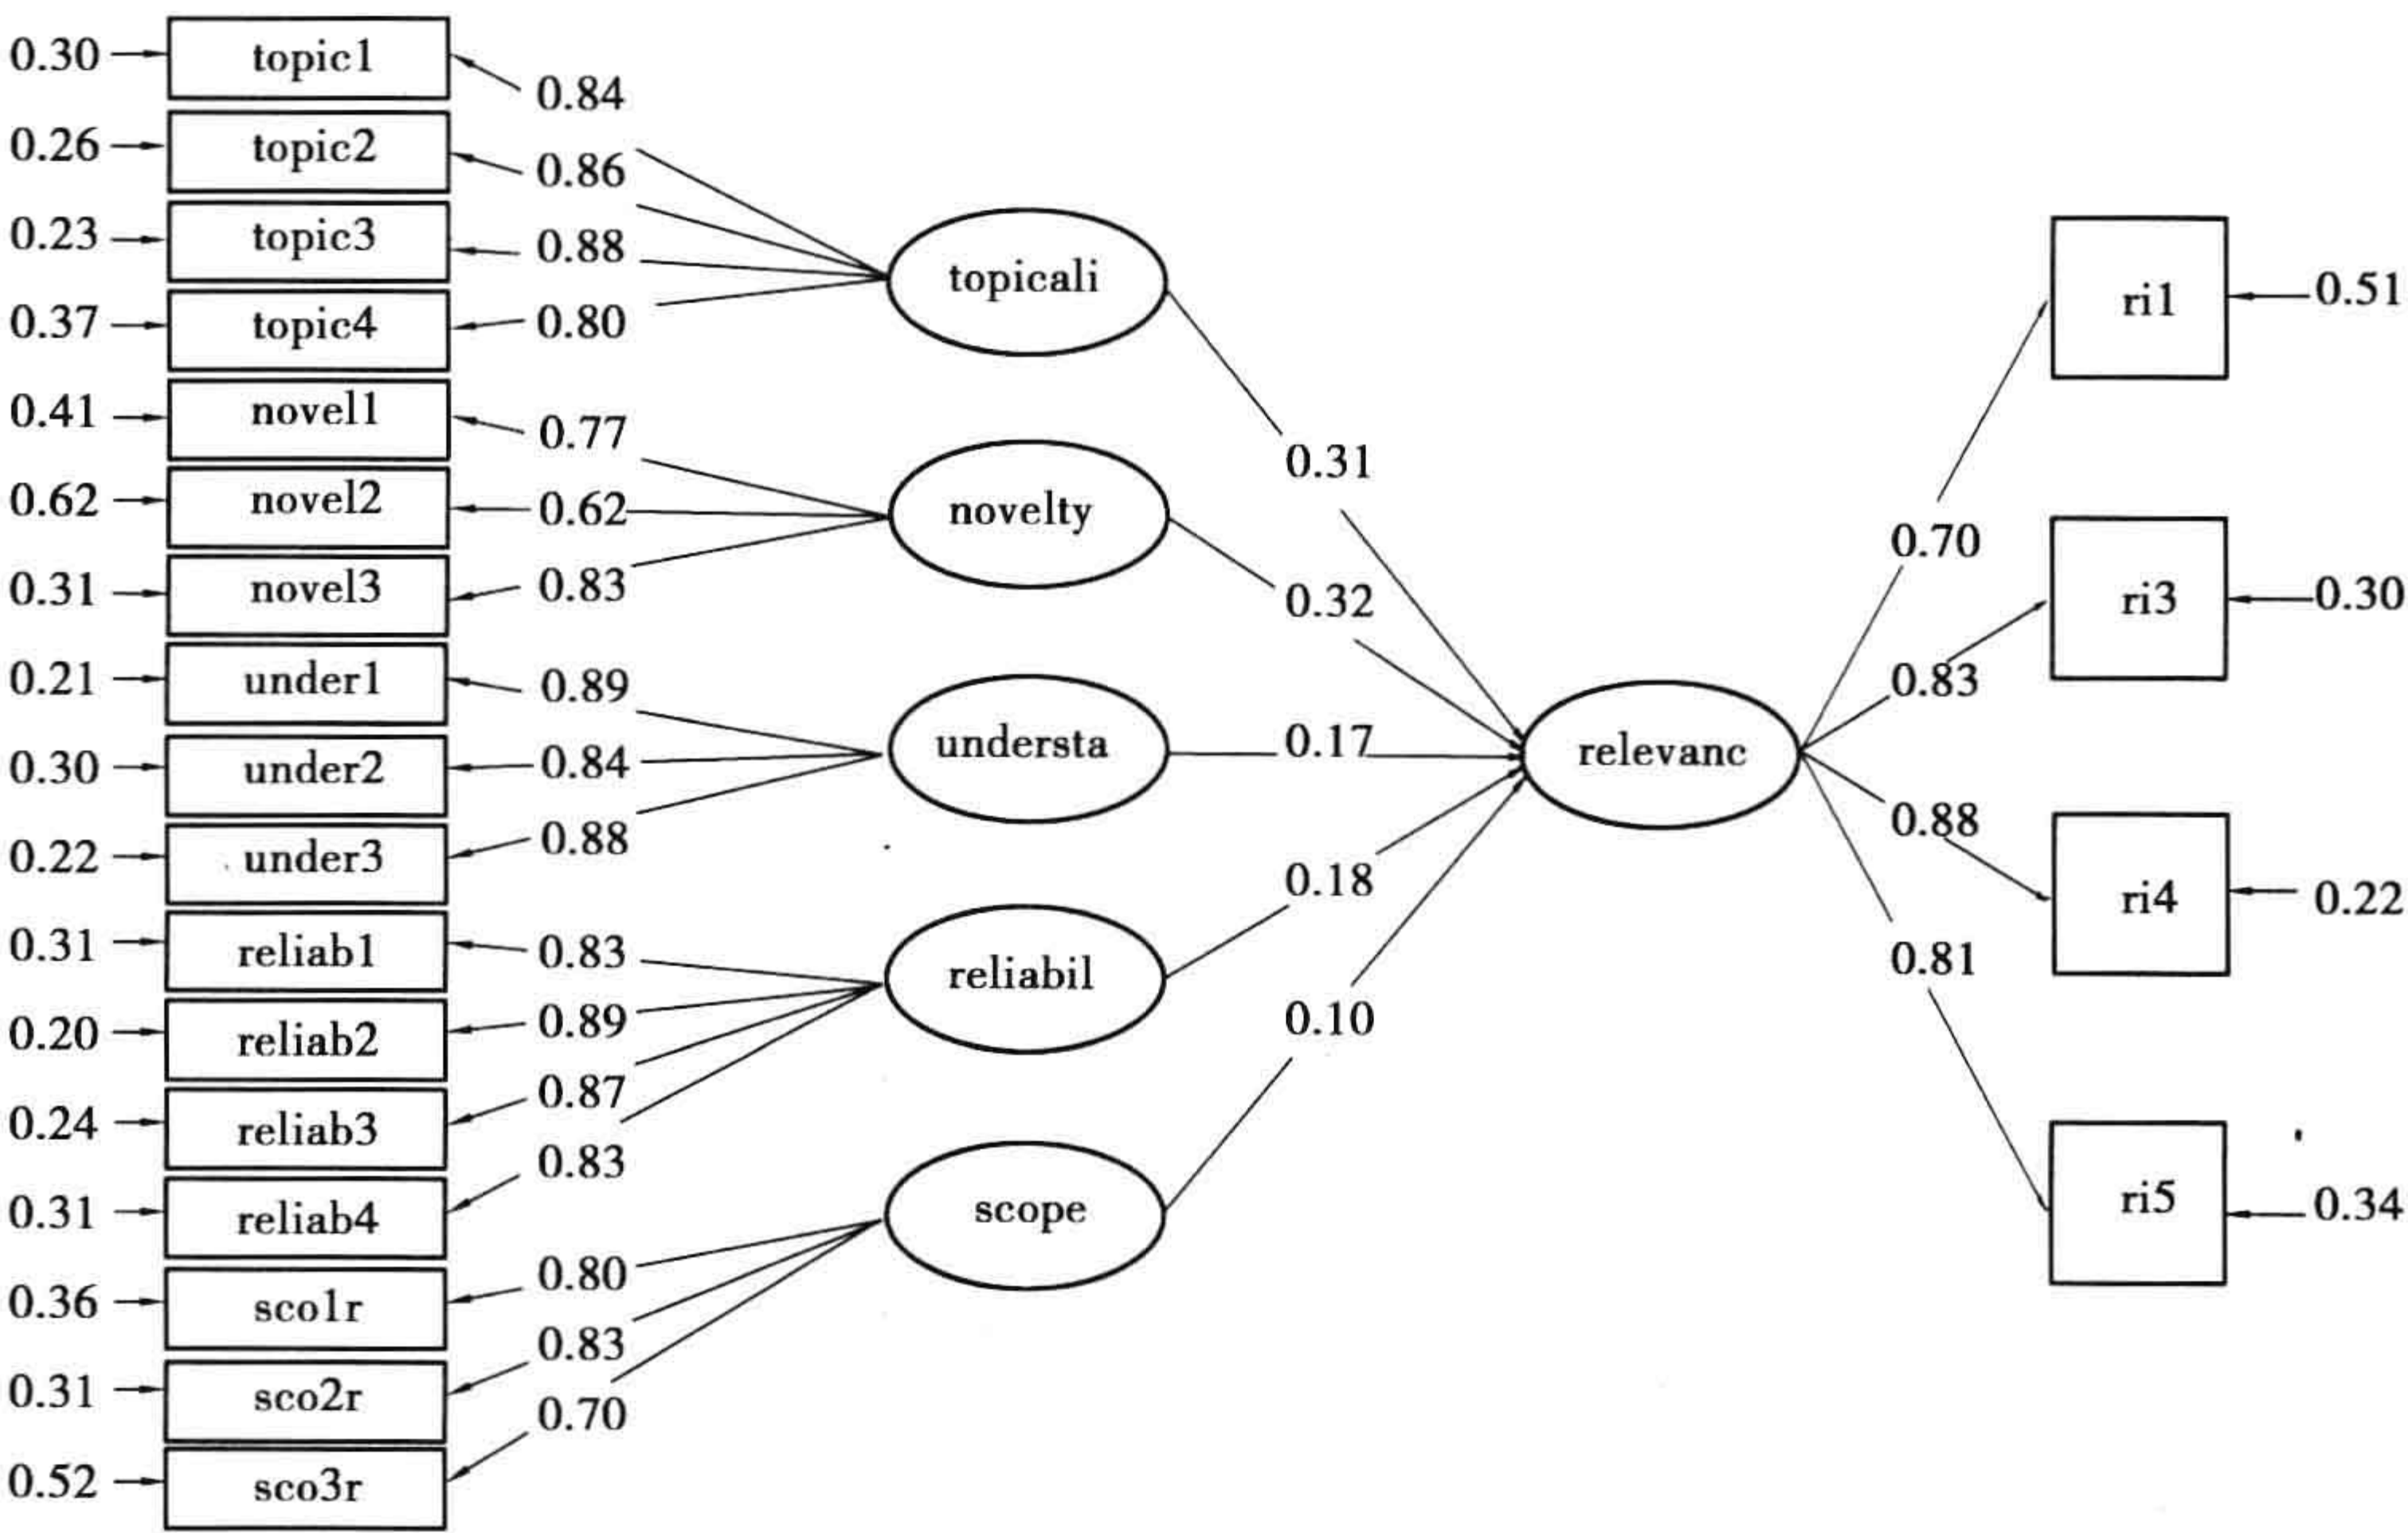 0.30 topic1 0.84
0.26 topic2 0.86
0.23 topic3 0.88
0.37 topic4 0.80
0.41 novel1 0.77
0.62 novel2 0.62
0.31 novel3 0.83
0.21 under1 0.89
0.30 under2 0.84
0.22 under3 0.88
0.31 reliab1 0.83
0.20 reliab2 0.89
0.24 reliab3 0.87
0.31 reliab4 0.83
0.36 sco1r 0.80
0.31 sco2r 0.83
0.52 sco3r 0.70
topicali 0.31
novelty 0.32
understa 0.17
reliabil 0.18
scope 0.10
relevanc
0.70 ri1 0.51
0.83 ri3 0.30
0.88 ri4 0.22
0.81 ri5 0.34